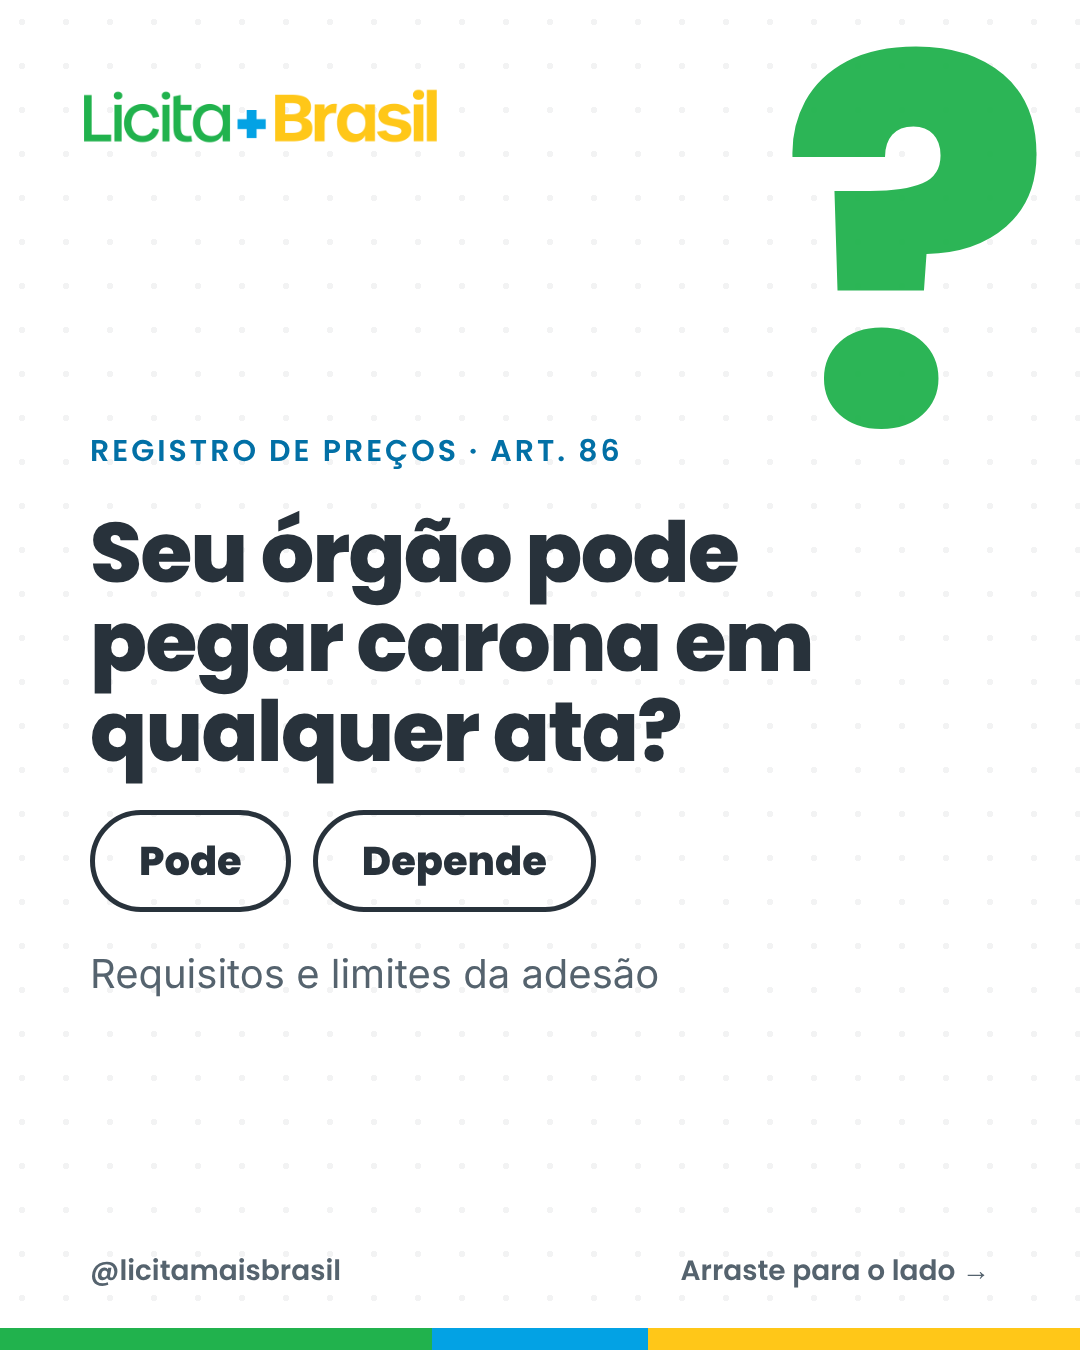 Licita+Brasil
?
REGISTRO DE PREÇOS · ART. 86
Seu órgão pode
pegar carona em
qualquer ata?
Pode
Depende
Requisitos e limites da adesão
@licitamaisbrasil
Arraste para o lado →